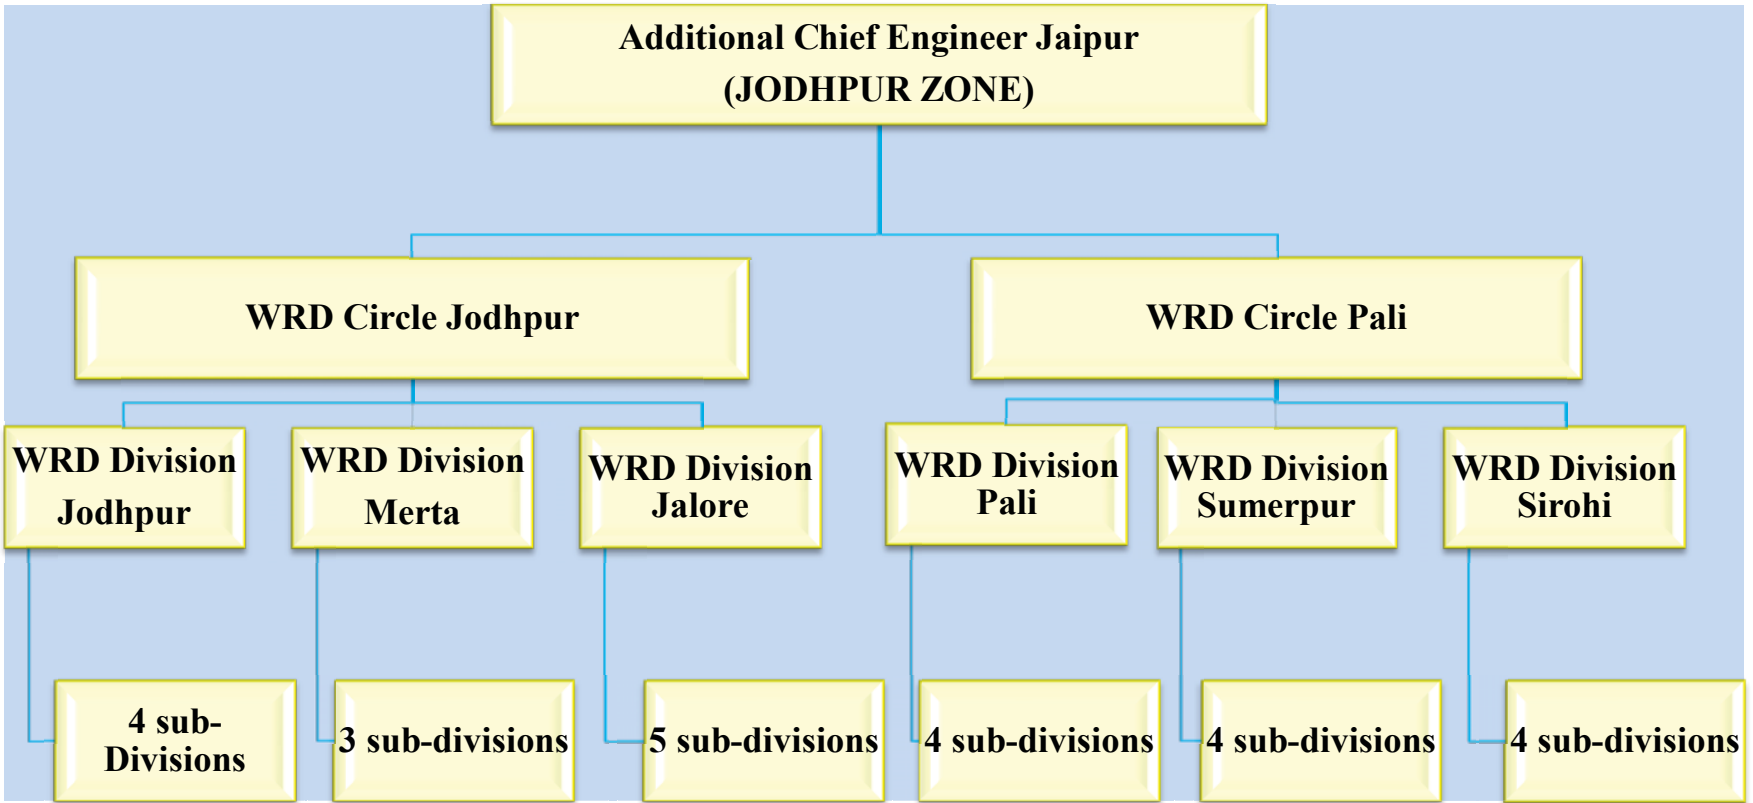 Additional Chief Engineer Jaipur
(JODHPUR ZONE)
WRD Circle Jodhpur
WRD Circle Pali
WRD Division
Jodhpur
WRD Division
Merta
WRD Division
Jalore
WRD Division
Pali
WRD Division
Sumerpur
WRD Division
Sirohi
4 sub-
Divisions
3 sub-divisions
5 sub-divisions
4 sub-divisions
4 sub-divisions
4 sub-divisions